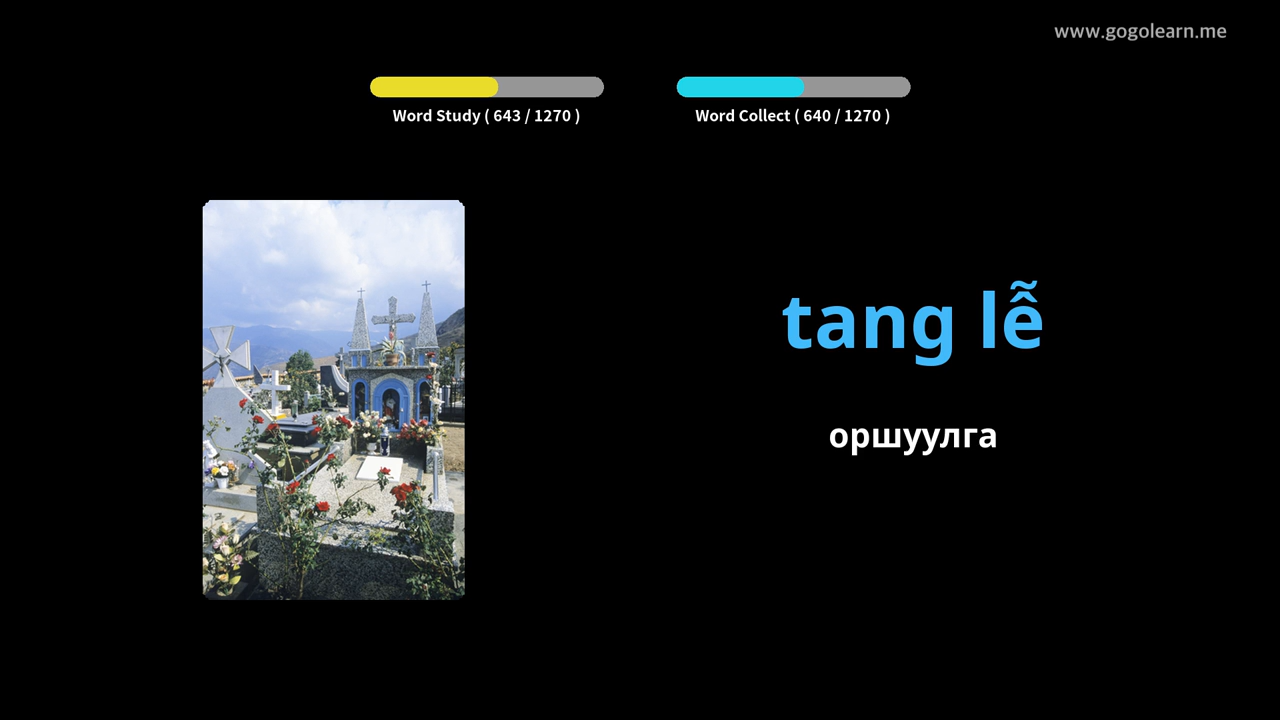 www.gogolearn.me
Word Study ( 643 / 1270 )
Word Collect ( 640 / 1270 )
tang lễ
оршуулга